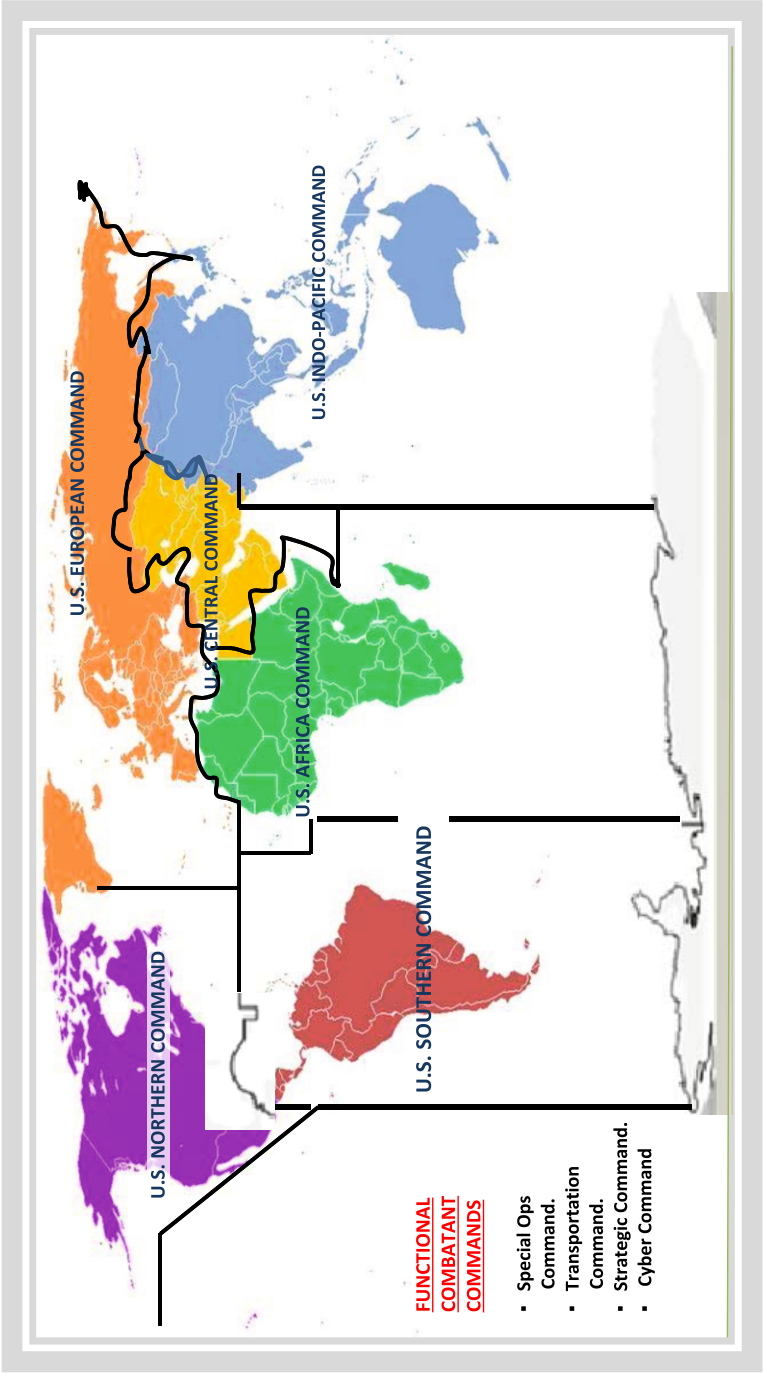 U.S. EUROPEAN COMMAND
U.S. NORTHERN COMMAND
U.S. CENTRAL COMMAND
U.S. INDO-PACIFIC COMMAND
U.S. AFRICA COMMAND
U.S. SOUTHERN COMMAND
FUNCTIONAL
COMBATANT
COMMANDS
▪ Special Ops
Command.
▪ Transportation
Command.
▪ Strategic Command.
▪ Cyber Command